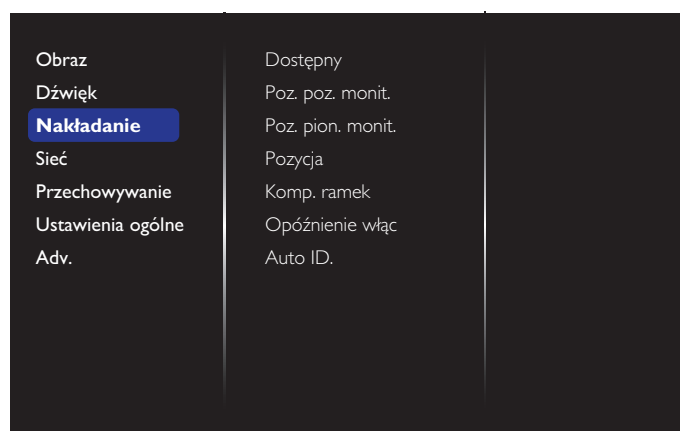 Obraz
Dźwięk
Nakładanie
Sieć
Przechowywanie
Ustawienia ogólne
Adv.
Dostępny
Poz. poz. monit.
Poz. pion. monit.
Pozycja
Komp. ramek
Opóźnienie włąc
Auto ID.